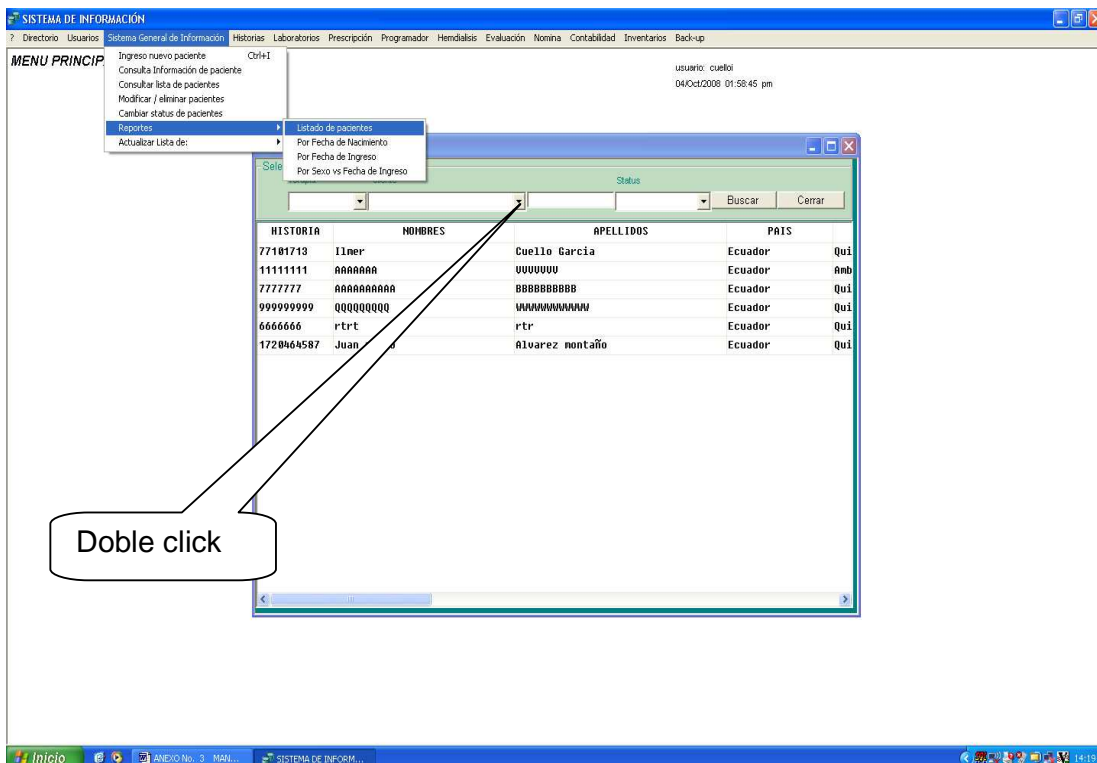 SISTEMA DE INFORMACIÓN
? Directorio Usuarios Sistema General de Información Historias Laboratorios Prescripción Programador Hemdialisis Evaluación Nomina Contabilidad Inventarios Back-up
MENU PRINCIP
usuario: cuelloi
04/Oct/2008 01:58:45 pm
Ingreso nuevo paciente Ctrl+I
Consulta Información de paciente
Consultar lista de pacientes
Modificar / eliminar pacientes
Cambiar status de pacientes
Reportes
Actualizar Lista de:
Listado de pacientes
Por Fecha de Nacimiento
Por Fecha de Ingreso
Por Sexo vs Fecha de Ingreso
Sele
Status
Buscar Cerrar
HISTORIA NOMBRES APELLIDOS PAIS
77101713 Ilmer Cuello Garcia Ecuador Qui
11111111 AAAAAAA VVVVVVV Ecuador Amb
7777777 AAAAAAAAAA BBBBBBBBBB Ecuador Qui
999999999 QQQQQQQQQ WWWWWWWWWWW Ecuador Qui
6666666 rtrt rtr Ecuador Qui
1720464587 Juan Alvarez montaño Ecuador Qui
Doble click
Inicio ANEXO No. 3 MAN... SISTEMA DE INFORM... 14:19